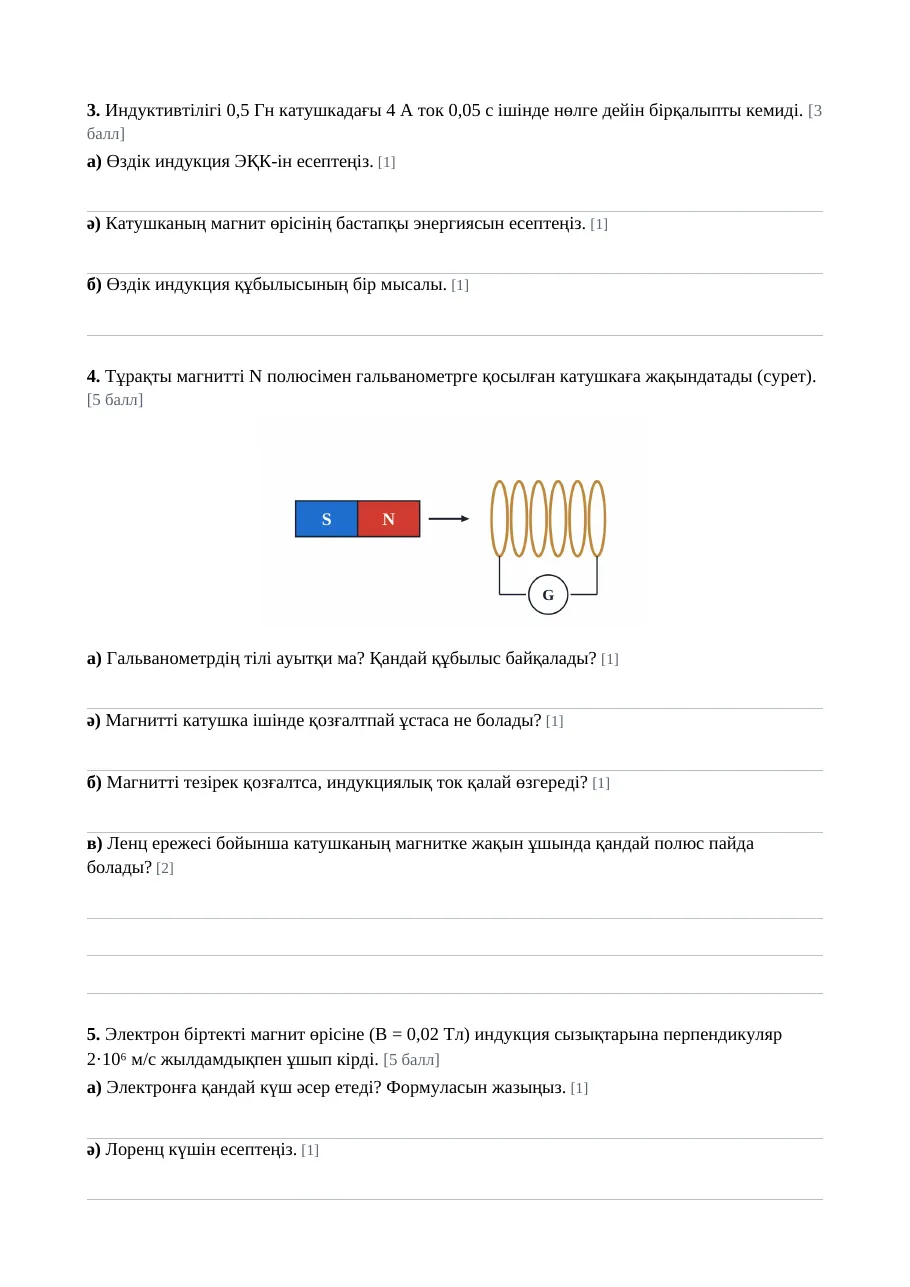 3. Индуктивтілігі 0,5 Гн катушкадағы 4 А ток 0,05 с ішінде нөлге дейін бірқалыпты кемиді. [3
балл]
а) Өздік индукция ЭҚК-ін есептеңіз. [1]
ә) Катушканың магнит өрісінің бастапқы энергиясын есептеңіз. [1]
б) Өздік индукция құбылысының бір мысалы. [1]
4. Тұрақты магнитті N полюсімен гальванометрге қосылған катушкаға жақындатады (сурет).
[5 балл]
S N
G
а) Гальванометрдің тілі ауытқи ма? Қандай құбылыс байқалады? [1]
ә) Магнитті катушка ішінде қозғалтпай ұстаса не болады? [1]
б) Магнитті тезірек қозғалтса, индукциялық ток қалай өзгереді? [1]
в) Ленц ережесі бойынша катушканың магнитке жақын ұшында қандай полюс пайда
болады? [2]
5. Электрон біртекті магнит өрісіне (B = 0,02 Тл) индукция сызықтарына перпендикуляр
2·10⁶ м/с жылдамдықпен ұшып кірді. [5 балл]
а) Электронға қандай күш әсер етеді? Формуласын жазыңыз. [1]
ә) Лоренц күшін есептеңіз. [1]